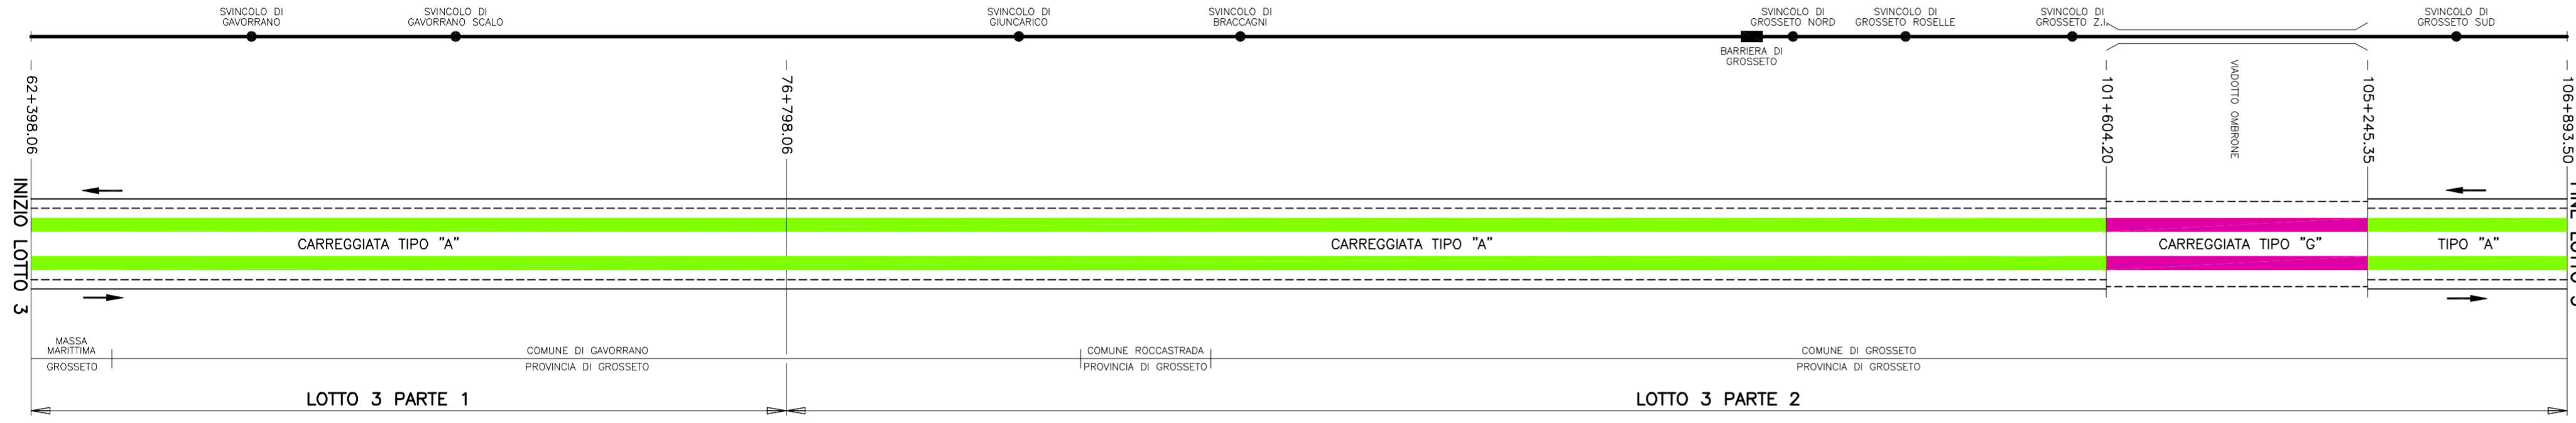 SVINCOLO DI
GAVORRANO
SVINCOLO DI
GAVORRANO SCALO
SVINCOLO DI
GIUNCARICO
SVINCOLO DI
BRACCAGNI
SVINCOLO DI
GROSSETO NORD
SVINCOLO DI
GROSSETO ROSELLE
SVINCOLO DI
GROSSETO Z.I.
SVINCOLO DI
GROSSETO SUD
BARRIERA DI
GROSSETO
62+398.06
76+798.06
101+604.20
VIADOTTO OMBRONE
105+245.35
106+893.50
INIZIO LOTTO 3
CARREGGIATA TIPO "A"
CARREGGIATA TIPO "A"
CARREGGIATA TIPO "G"
TIPO "A"
FINE LOTTO 3
MASSA
MARITTIMA
GROSSETO
COMUNE DI GAVORRANO
PROVINCIA DI GROSSETO
COMUNE ROCCASTRADA
PROVINCIA DI GROSSETO
COMUNE DI GROSSETO
PROVINCIA DI GROSSETO
LOTTO 3 PARTE 1
LOTTO 3 PARTE 2